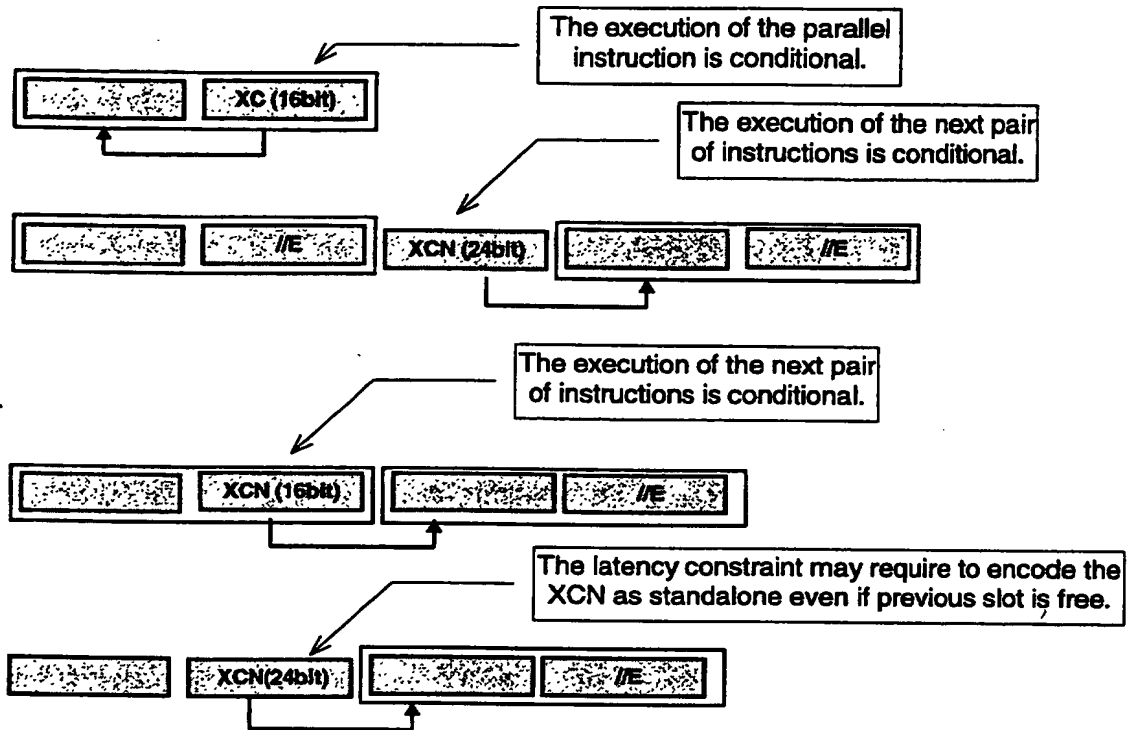 The execution of the parallel
instruction is conditional.
XC (16bit)
The execution of the next pair
of instructions is conditional.
//E
XCN (24bit)
//E
The execution of the next pair
of instructions is conditional.
XCN (16bit)
//E
The latency constraint may require to encode the
XCN as standalone even if previous slot is free.
XCN(24bit)
//E